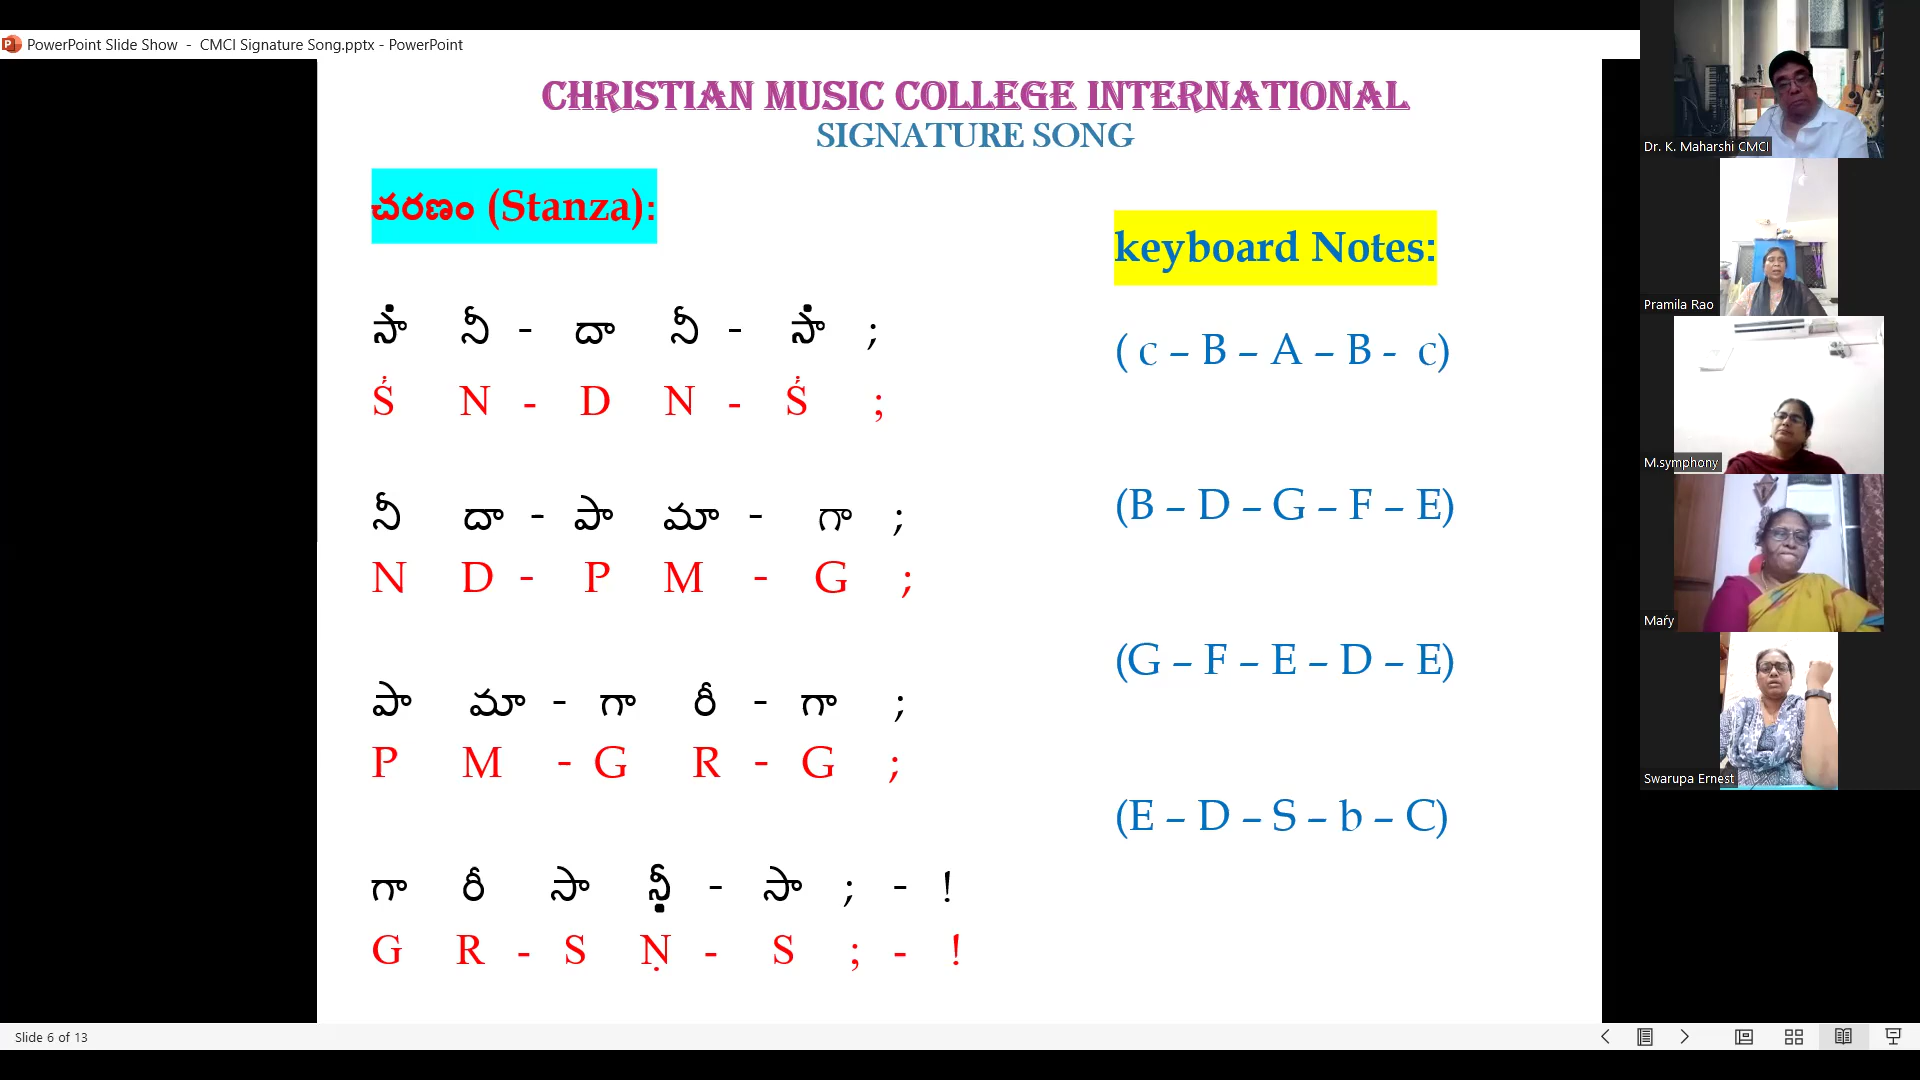 PowerPoint Slide Show - CMCI Signature Song.pptx - PowerPoint
CHRISTIAN MUSIC COLLEGE INTERNATIONAL
SIGNATURE SONG
చరణం (Stanza):
keyboard Notes:
సా̇ నీ - దా నీ - సా̇ ;
Ṡ N - D N - Ṡ ;
( c – B – A – B - c)
నీ దా - పా మా - గా ;
N D - P M - G ;
(B – D – G – F – E)
పా మా - గా రీ - గా ;
P M - G R - G ;
(G – F – E – D – E)
గా రీ సా నీ̣ - సా ; - !
G R - S Ṇ - S ; - !
(E – D – S – b – C)
Dr. K. Maharshi CMCI
Pramila Rao
M.symphony
Maŕy
Swarupa Ernest
Slide 6 of 13